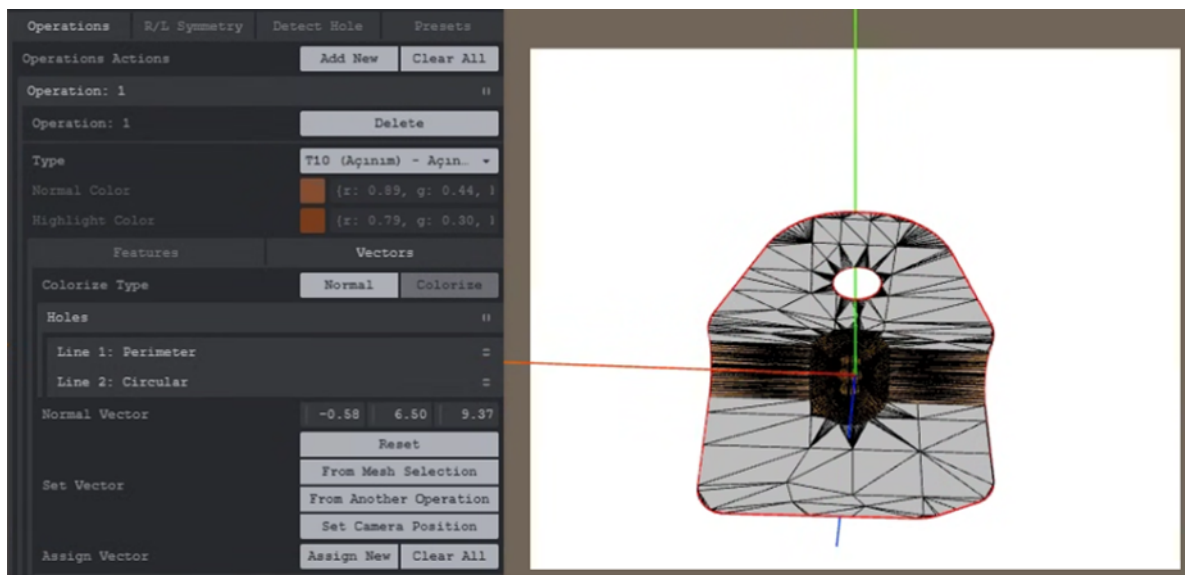 Operations R/L Symmetry Detect Hole Presets
Operations Actions Add New Clear All
Operation: 1
Operation: 1 Delete
Type T10 (Açınım) - Açın…
Normal Color {r: 0.89, g: 0.44, }
Highlight Color {r: 0.79, g: 0.30, }
Features Vectors
Colorize Type Normal Colorize
Holes
Line 1: Perimeter
Line 2: Circular
Normal Vector -0.58 6.50 9.37
Reset
From Mesh Selection
Set Vector
From Another Operation
Set Camera Position
Assign Vector Assign New Clear All